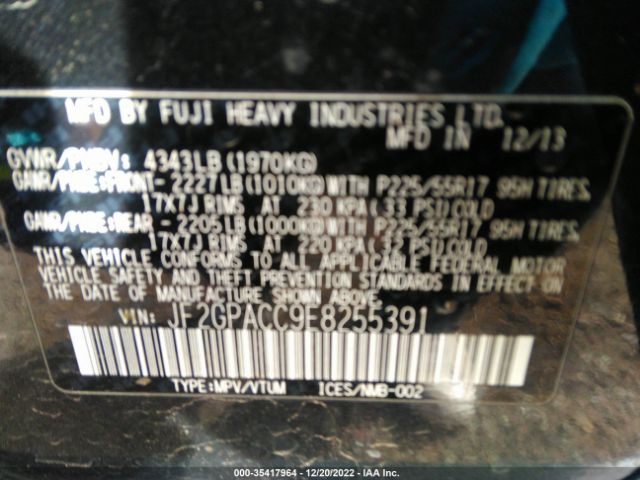 MFD BY FUJI HEAVY INDUSTRIES LTD.
MFD IN 12/13
GVWR/PNBV: 4343LB (1970KG)
GAWR/PNBE:FRONT- 2227LB(1010KG)WITH P225/55R17 95H TIRES,
17X7J RIMS AT 230 KPA( 33 PSI)COLD
GAWR/PNBE:REAR - 2205LB(1000KG)WITH P225/55R17 95H TIRES,
17X7J RIMS AT 220 KPA( 32 PSI)COLD
THIS VEHICLE CONFORMS TO ALL APPLICABLE FEDERAL MOTOR
VEHICLE SAFETY AND THEFT PREVENTION STANDARDS IN EFFECT ON
THE DATE OF MANUFACTURE SHOWN ABOVE.
VIN: JF2GPACC9E8255391
TYPE:MPV/VTUM ICES/NMB-002
000-35417964 - 12/20/2022 - IAA Inc.